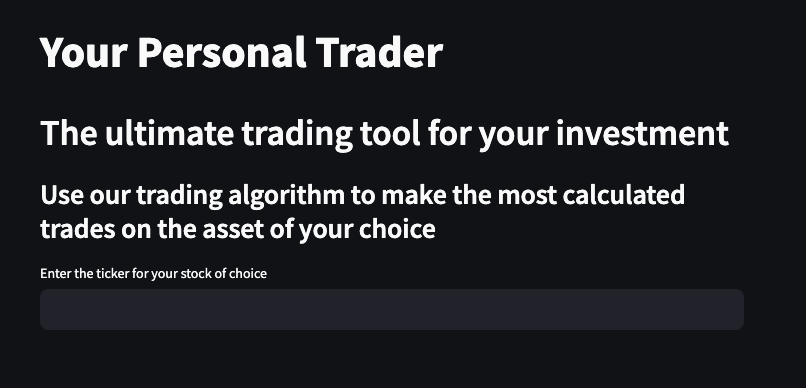 Your Personal Trader
The ultimate trading tool for your investment
Use our trading algorithm to make the most calculated
trades on the asset of your choice
Enter the ticker for your stock of choice